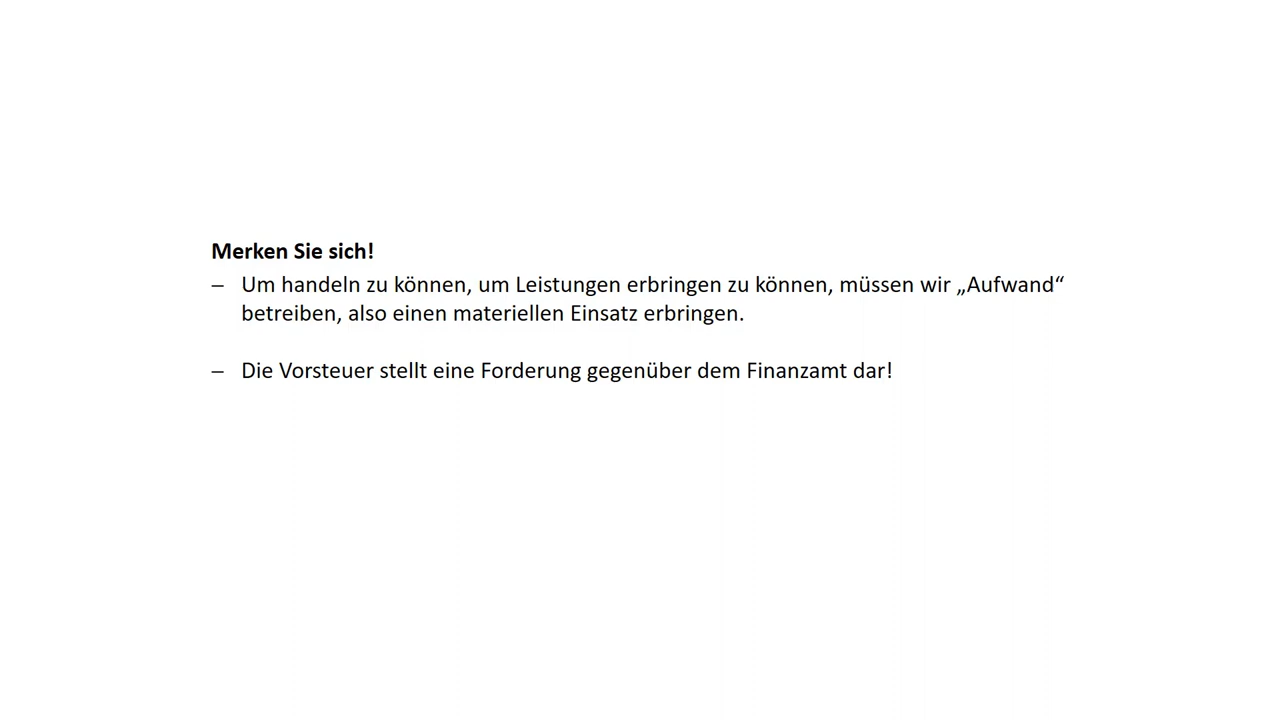 Merken Sie sich!
– Um handeln zu können, um Leistungen erbringen zu können, müssen wir „Aufwand“
betreiben, also einen materiellen Einsatz erbringen.
– Die Vorsteuer stellt eine Forderung gegenüber dem Finanzamt dar!